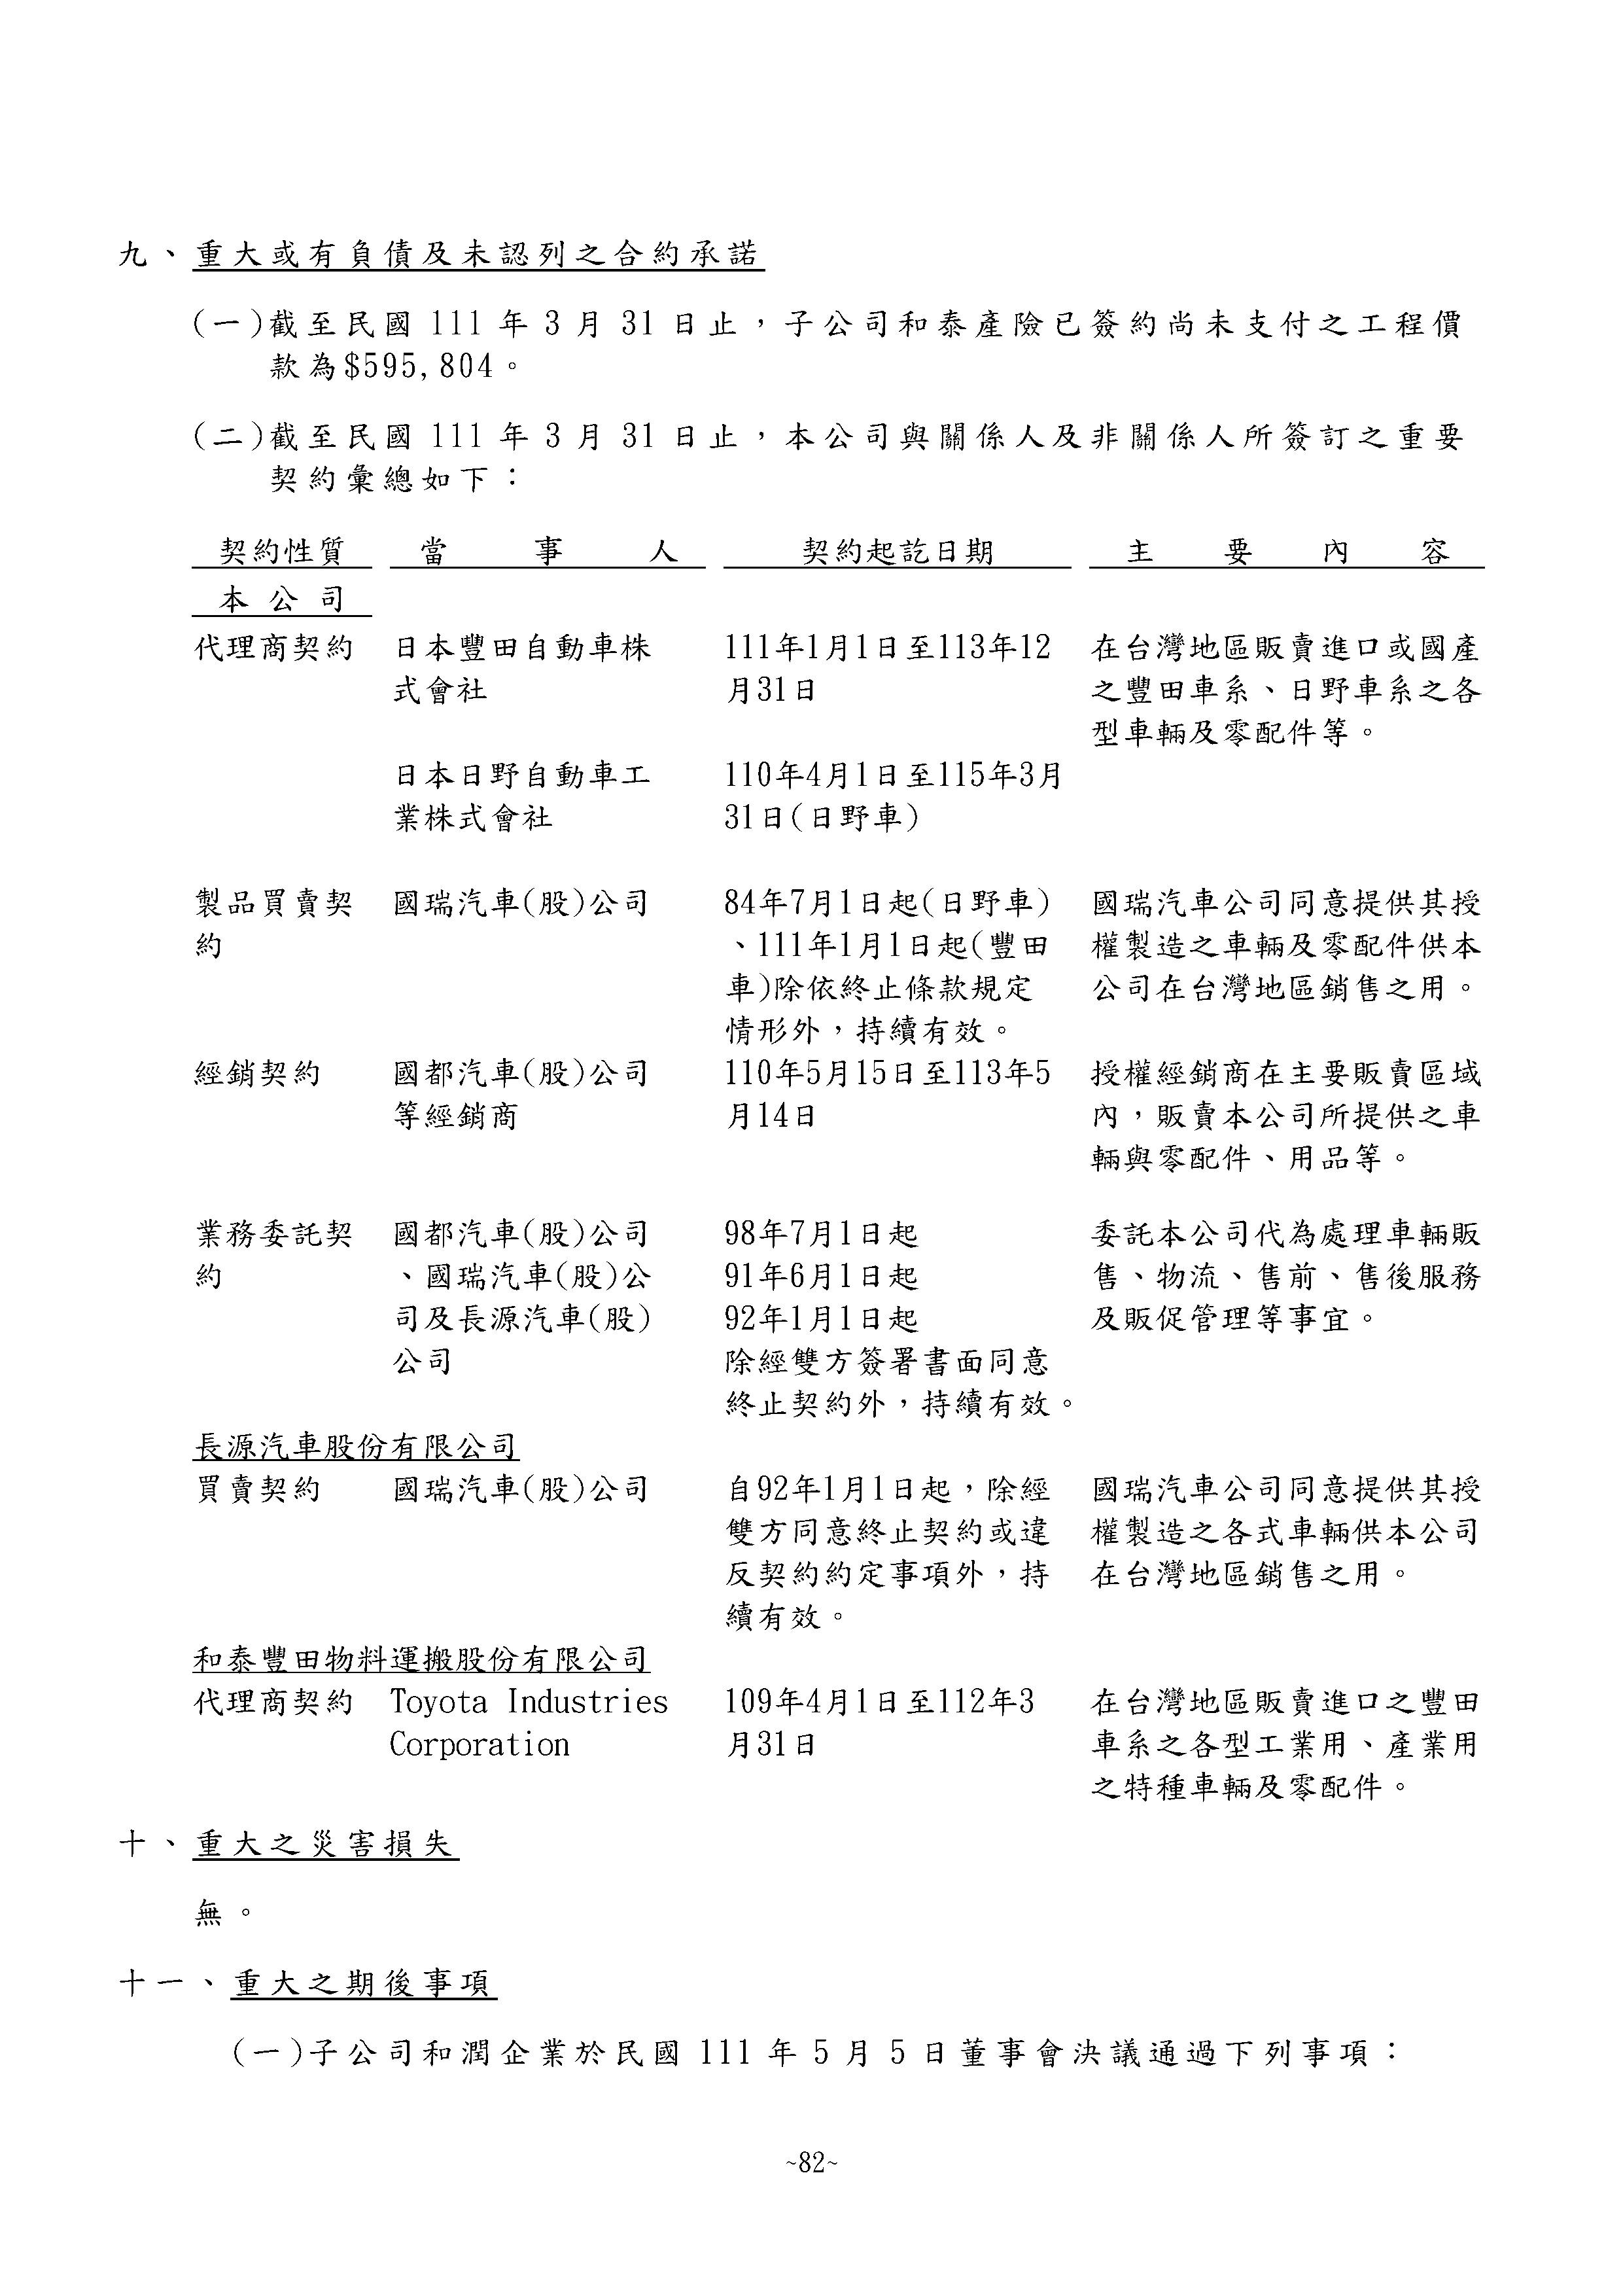 九、重大或有負債及未認列之合約承諾
(一)截至民國 111 年 3 月 31 日止，子公司和泰產險已簽約尚未支付之工程價
款為$595,804。
(二)截至民國 111 年 3 月 31 日止，本公司與關係人及非關係人所簽訂之重要
契約彙總如下：
契約性質 當事人 契約起訖日期 主要內容
本公司
代理商契約 日本豐田自動車株 111年1月1日至113年12 在台灣地區販賣進口或國產
式會社 月31日 之豐田車系、日野車系之各
型車輛及零配件等。
日本日野自動車工 110年4月1日至115年3月
業株式會社 31日(日野車)
製品買賣契 國瑞汽車(股)公司 84年7月1日起(日野車) 國瑞汽車公司同意提供其授
約 、111年1月1日起(豐田 權製造之車輛及零配件供本
車)除依終止條款規定 公司在台灣地區銷售之用。
情形外，持續有效。
經銷契約 國都汽車(股)公司 110年5月15日至113年5 授權經銷商在主要販賣區域
等經銷商 月14日 內，販賣本公司所提供之車
輛與零配件、用品等。
業務委託契 國都汽車(股)公司 98年7月1日起 委託本公司代為處理車輛販
約 、國瑞汽車(股)公 91年6月1日起 售、物流、售前、售後服務
司及長源汽車(股) 92年1月1日起 及販促管理等事宜。
公司 除經雙方簽署書面同意
終止契約外，持續有效。
長源汽車股份有限公司
買賣契約 國瑞汽車(股)公司 自92年1月1日起，除經 國瑞汽車公司同意提供其授
雙方同意終止契約或違 權製造之各式車輛供本公司
反契約約定事項外，持 在台灣地區銷售之用。
續有效。
和泰豐田物料運搬股份有限公司
代理商契約 Toyota Industries 109年4月1日至112年3 在台灣地區販賣進口之豐田
Corporation 月31日 車系之各型工業用、產業用
之特種車輛及零配件。
十、重大之災害損失
無。
十一、重大之期後事項
(一)子公司和潤企業於民國 111 年 5 月 5 日董事會決議通過下列事項：
~82~